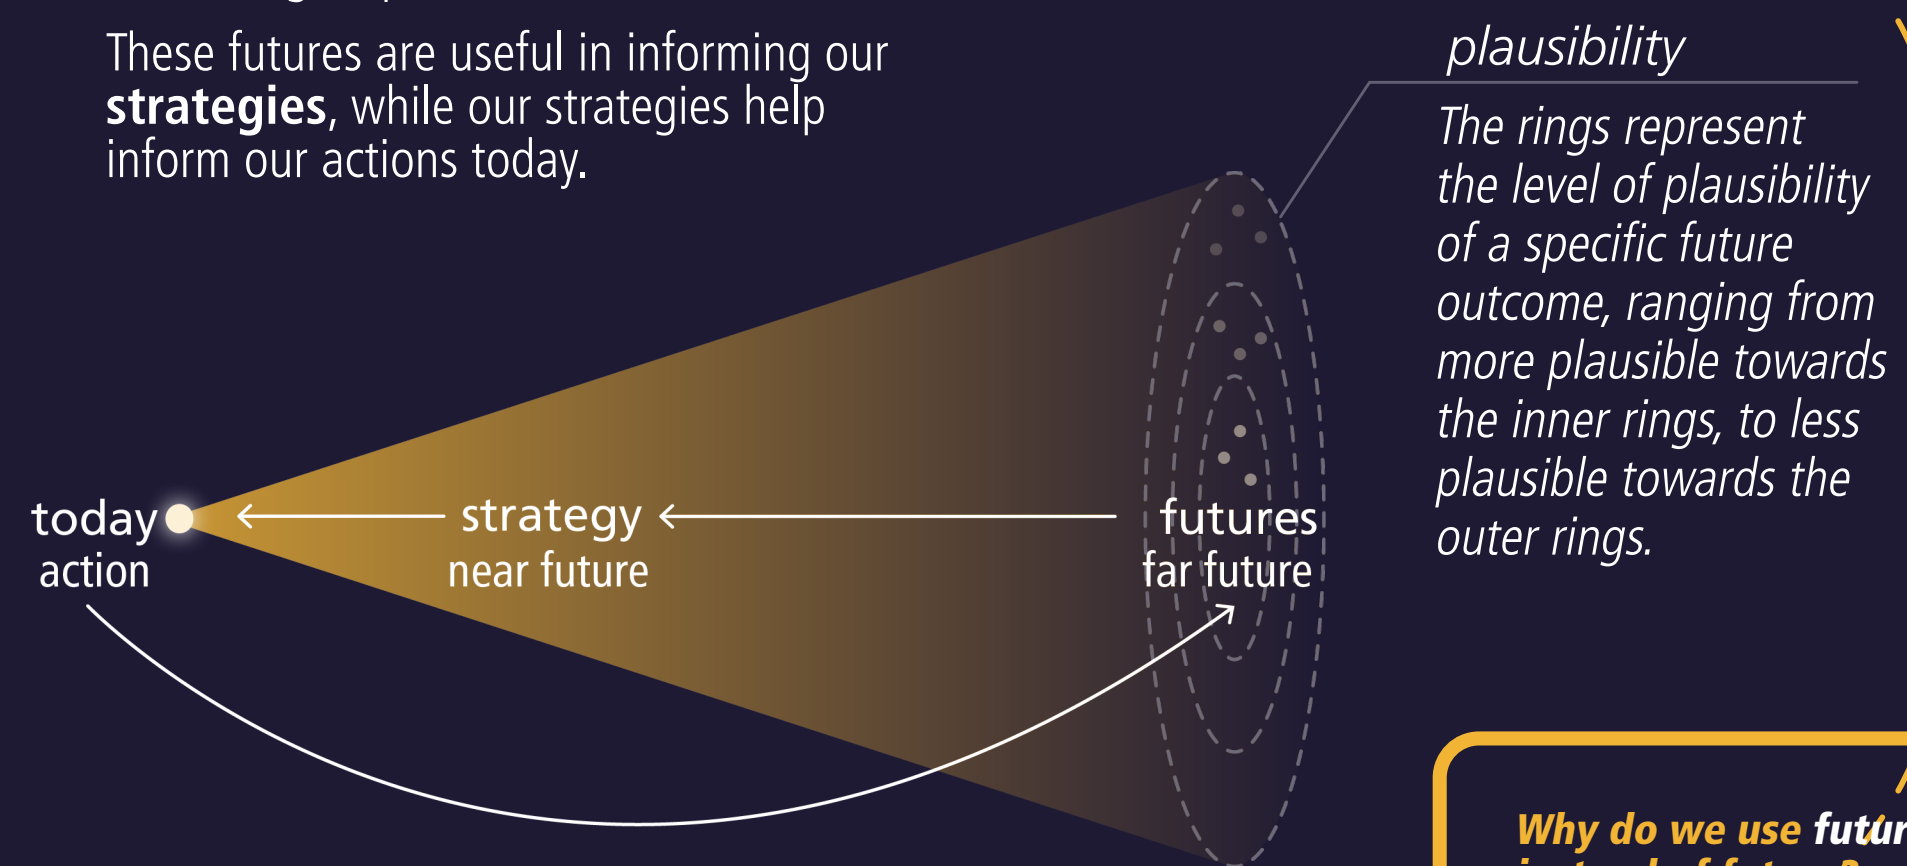 These futures are useful in informing our
strategies, while our strategies help
inform our actions today.
plausibility
The rings represent
the level of plausibility
of a specific future
outcome, ranging from
more plausible towards
the inner rings, to less
plausible towards the
outer rings.
today
action
strategy
near future
futures
far future
Why do we use